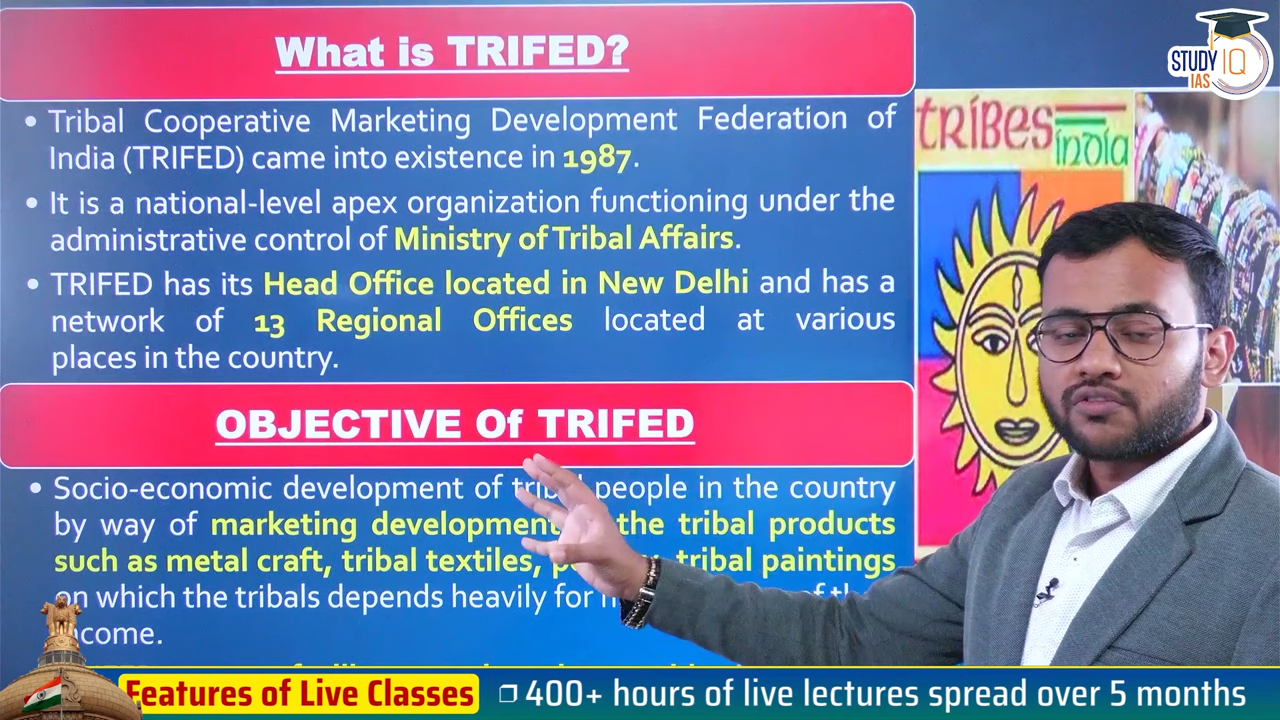 What is TRIFED?
• Tribal Cooperative Marketing Development Federation of
India (TRIFED) came into existence in 1987.
• It is a national-level apex organization functioning under the
administrative control of Ministry of Tribal Affairs.
• TRIFED has its Head Office located in New Delhi and has a
network of 13 Regional Offices located at various
places in the country.
OBJECTIVE Of TRIFED
• Socio-economic development of tribal people in the country
by way of marketing development the tribal products
such as metal craft, tribal textiles, tribal paintings
on which the tribals depends heavily for of
income.
TRIBES
india
STUDY IQ
IAS
Features of Live Classes
❐ 400+ hours of live lectures spread over 5 months